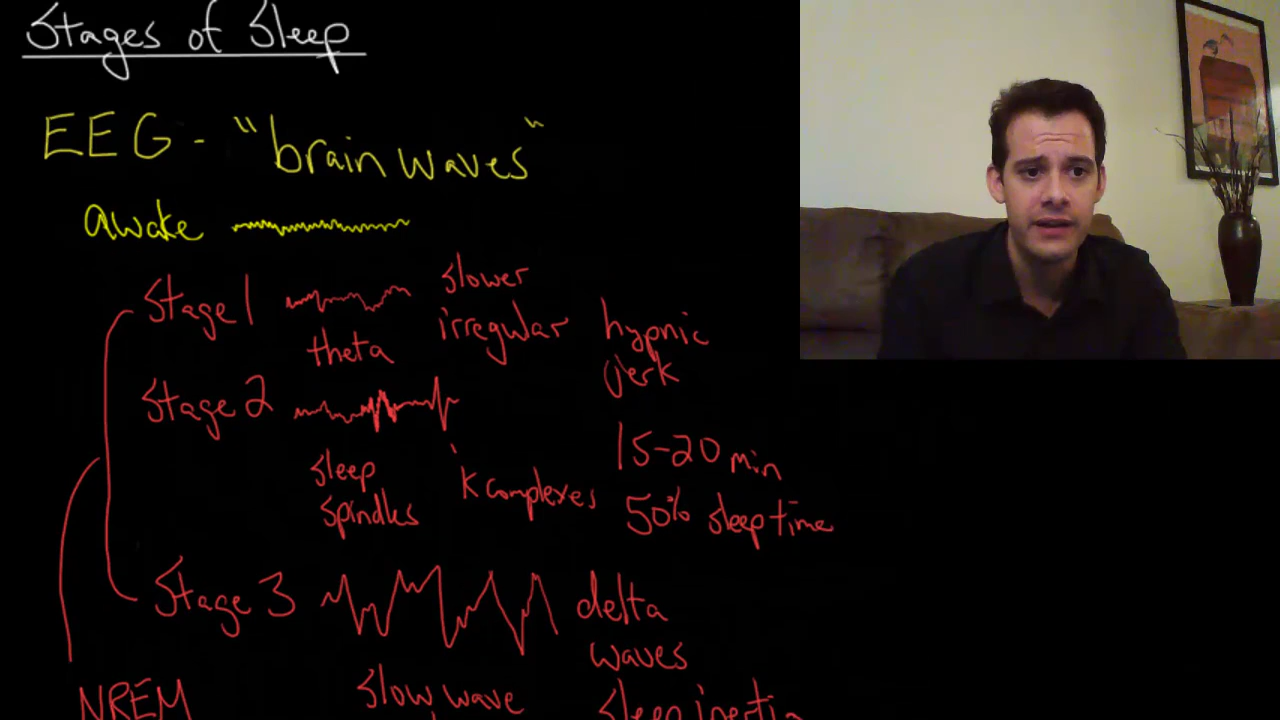 Stages of Sleep
EEG - "brain waves"
awake
Stage 1
slower
irregular
theta
hypnic
jerk
Stage 2
sleep
spindles
K complexes
15-20 min
50% sleep time
Stage 3
delta
waves
NREM
slow wave
sleep inertia